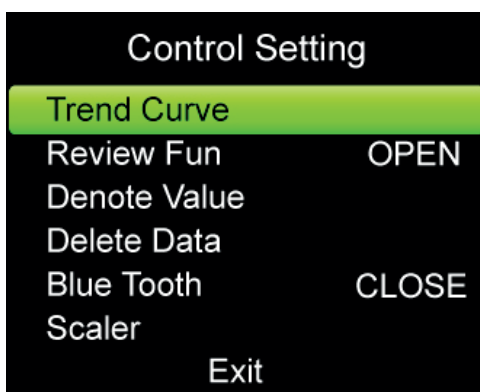 Control Setting
Trend Curve
Review Fun OPEN
Denote Value
Delete Data
Blue Tooth CLOSE
Scaler
Exit